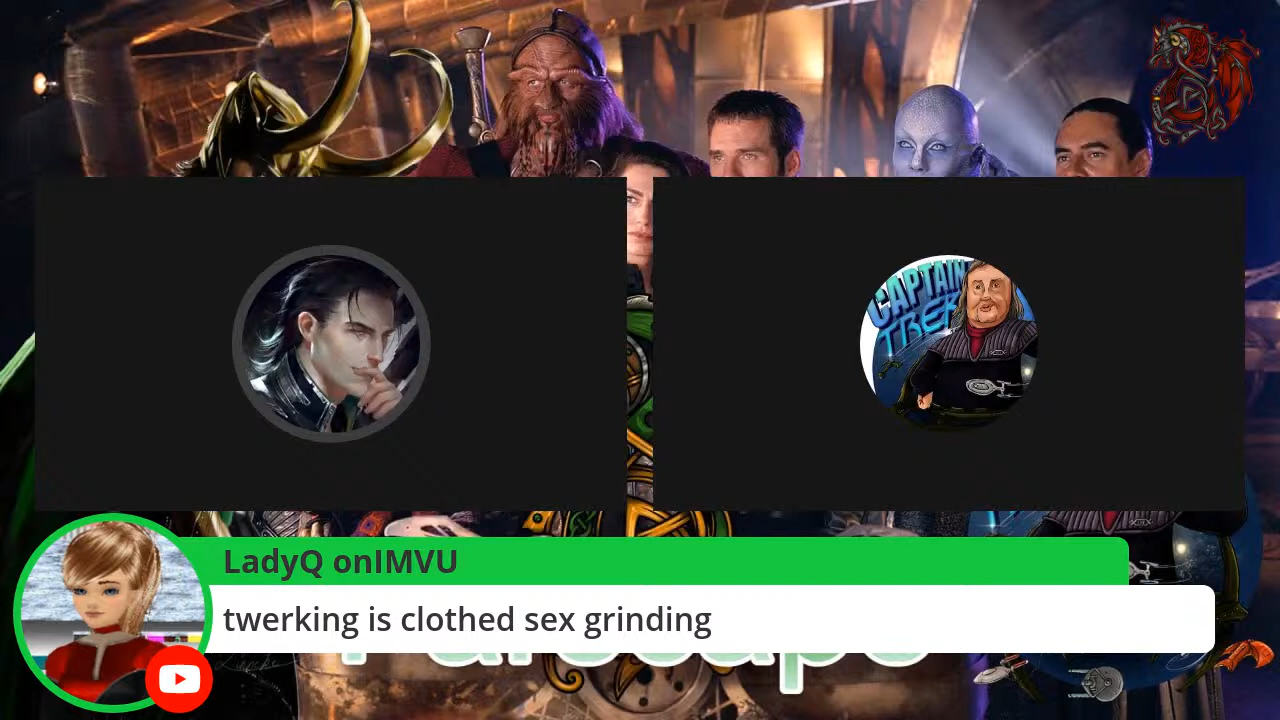 CAPTAIN
TREK
LadyQ onIMVU
twerking is clothed sex grinding